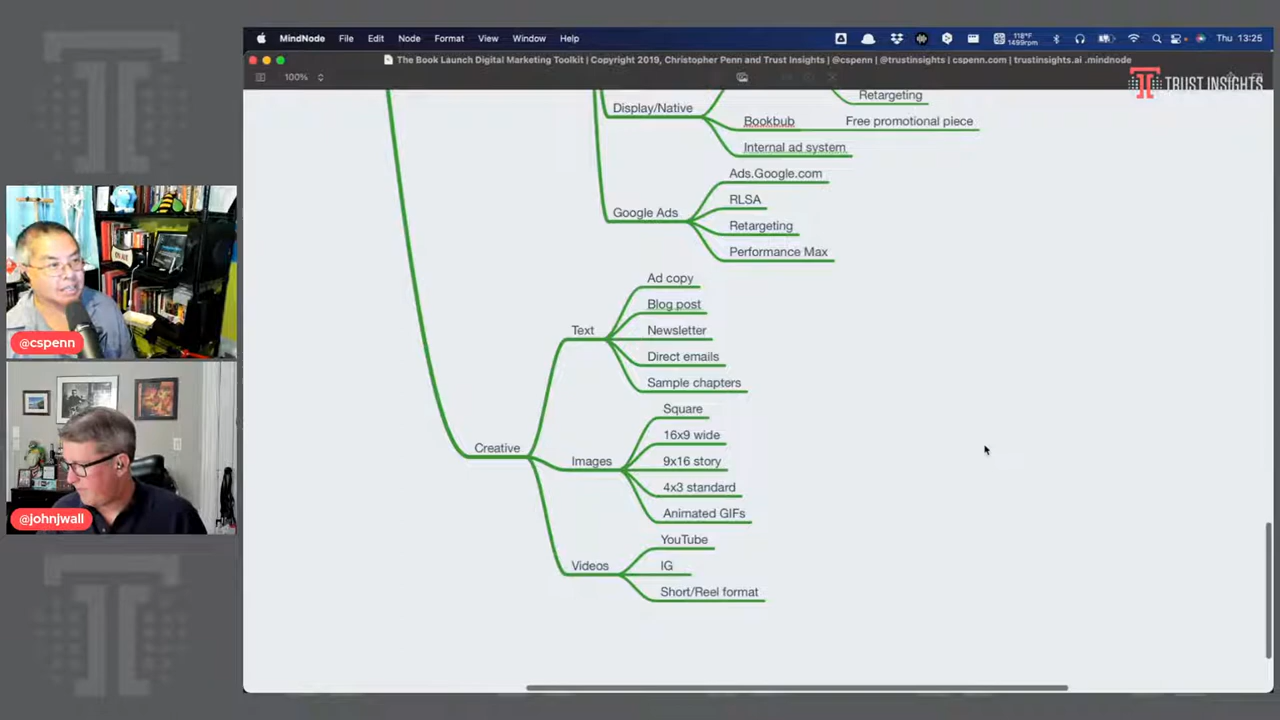 MindNode File Edit Node Format View Window Help 118°F 1499rpm Thu 13:25
The Book Launch Digital Marketing Toolkit | Copyright 2019, Christopher Penn and Trust Insights | @cspenn | @trustinsights | cspenn.com | trustinsights.ai .mindnode
100%
TRUST INSIGHTS
Retargeting
Display/Native
Bookbub Free promotional piece
Internal ad system
Ads.Google.com
RLSA
Google Ads
Retargeting
Performance Max
Ad copy
Blog post
Text
Newsletter
Direct emails
Sample chapters
Square
16x9 wide
Creative
Images
9x16 story
4x3 standard
Animated GIFs
YouTube
Videos
IG
Short/Reel format
@cspenn
@johnjwall